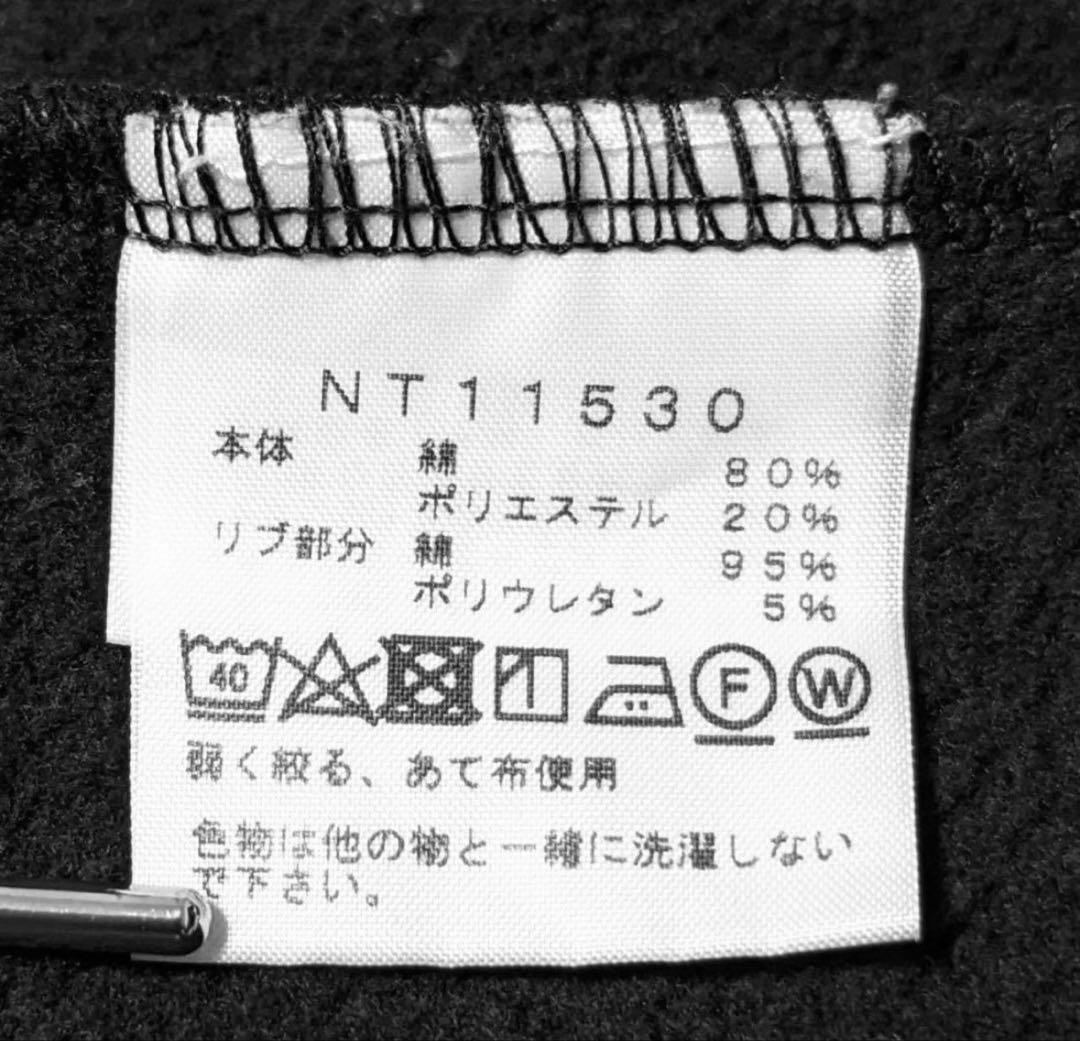 NT11530
本体 綿 80%
ポリエステル 20%
リブ部分 綿 95%
ポリウレタン 5%
40 F W
弱く絞る、あて布使用
色物は他の物と一緒に洗濯しない
で下さい。